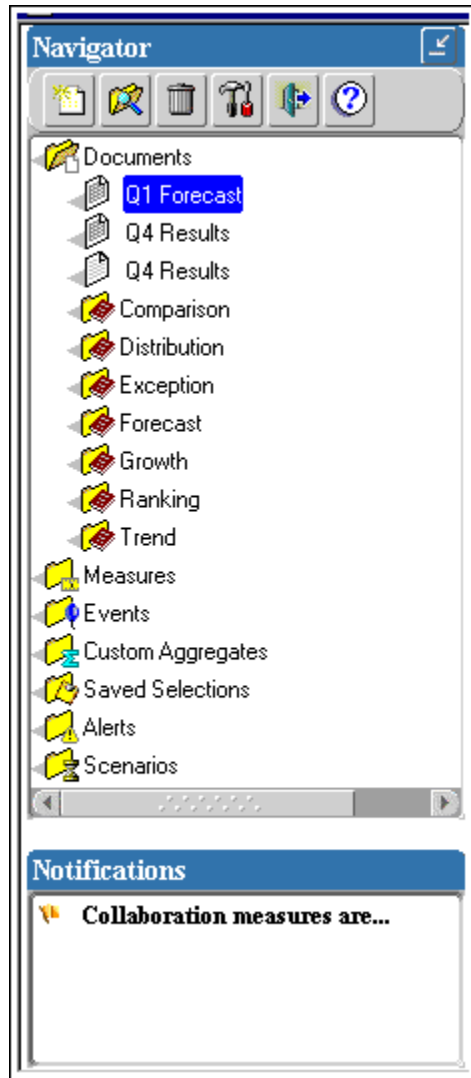 Navigator
Documents
Q1 Forecast
Q4 Results
Q4 Results
Comparison
Distribution
Exception
Forecast
Growth
Ranking
Trend
Measures
Events
Custom Aggregates
Saved Selections
Alerts
Scenarios
Notifications
Collaboration measures are...